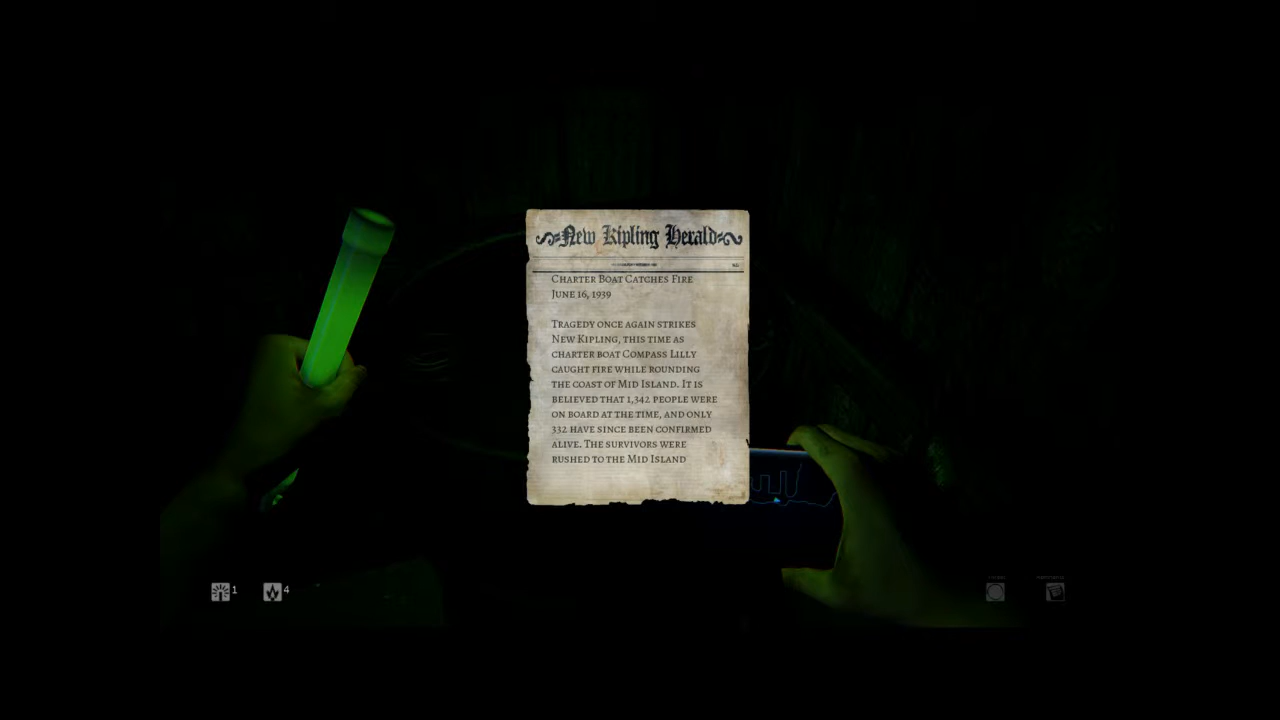 New Kipling Herald
Charter Boat Catches Fire
June 16, 1939
Tragedy once again strikes
New Kipling, this time as
charter boat Compass Lilly
caught fire while rounding
the coast of Mid Island. It is
believed that 1,342 people were
on board at the time, and only
332 have since been confirmed
alive. The survivors were
rushed to the Mid Island
1
4